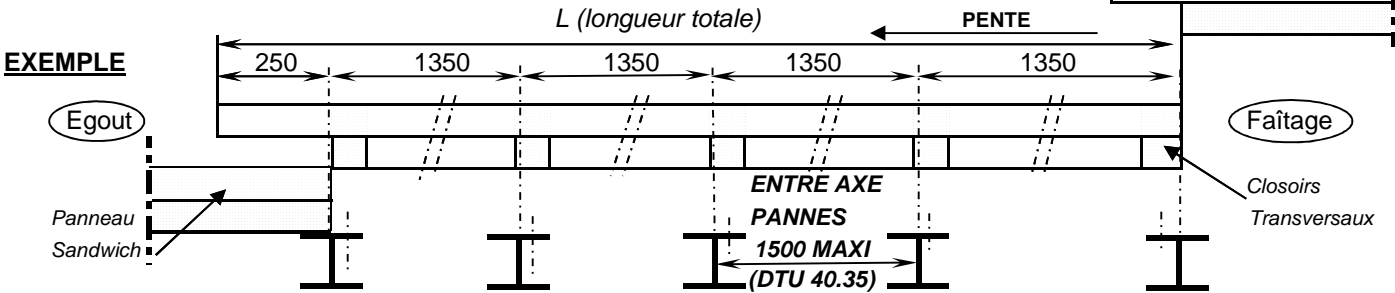 L (longueur totale)
PENTE
EXEMPLE
250 1350 1350 1350 1350
Egout
Faîtage
ENTRE AXE
PANNES
1500 MAXI
(DTU 40.35)
Closoirs
Transversaux
Panneau
Sandwich